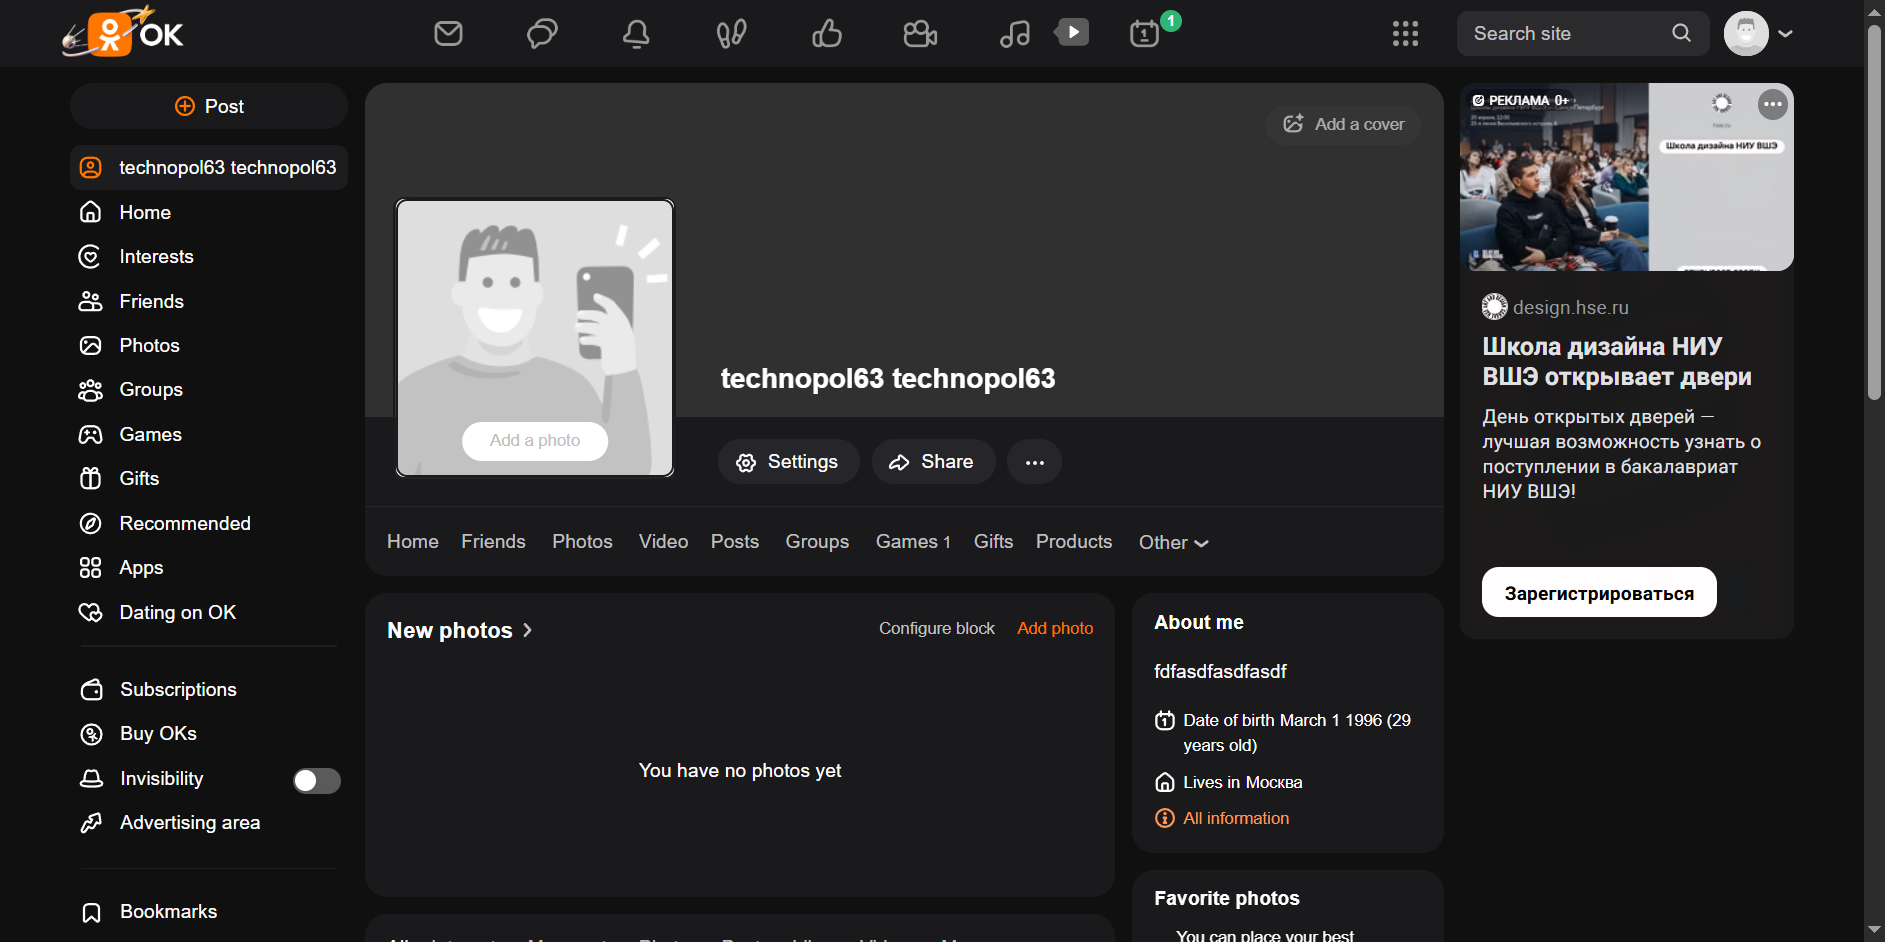 OK
1
1
Search site
Post
technopol63 technopol63
Home
Interests
Friends
Photos
Groups
Games
Gifts
Recommended
Apps
Dating on OK
Subscriptions
Buy OKs
Invisibility
Advertising area
Bookmarks
Add a cover
Add a photo
technopol63 technopol63
Settings
Share
Home
Friends
Photos
Video
Posts
Groups
Games 1
Gifts
Products
Other
New photos
Configure block
Add photo
You have no photos yet
About me
fdfasdfasdfasdf
Date of birth March 1 1996 (29
years old)
Lives in Москва
All information
Favorite photos
You can place your best
РЕКЛАМА 0+
Школа дизайна НИУ ВШЭ
design.hse.ru
Школа дизайна НИУ
ВШЭ открывает двери
День открытых дверей —
лучшая возможность узнать о
поступлении в бакалавриат
НИУ ВШЭ!
Зарегистрироваться